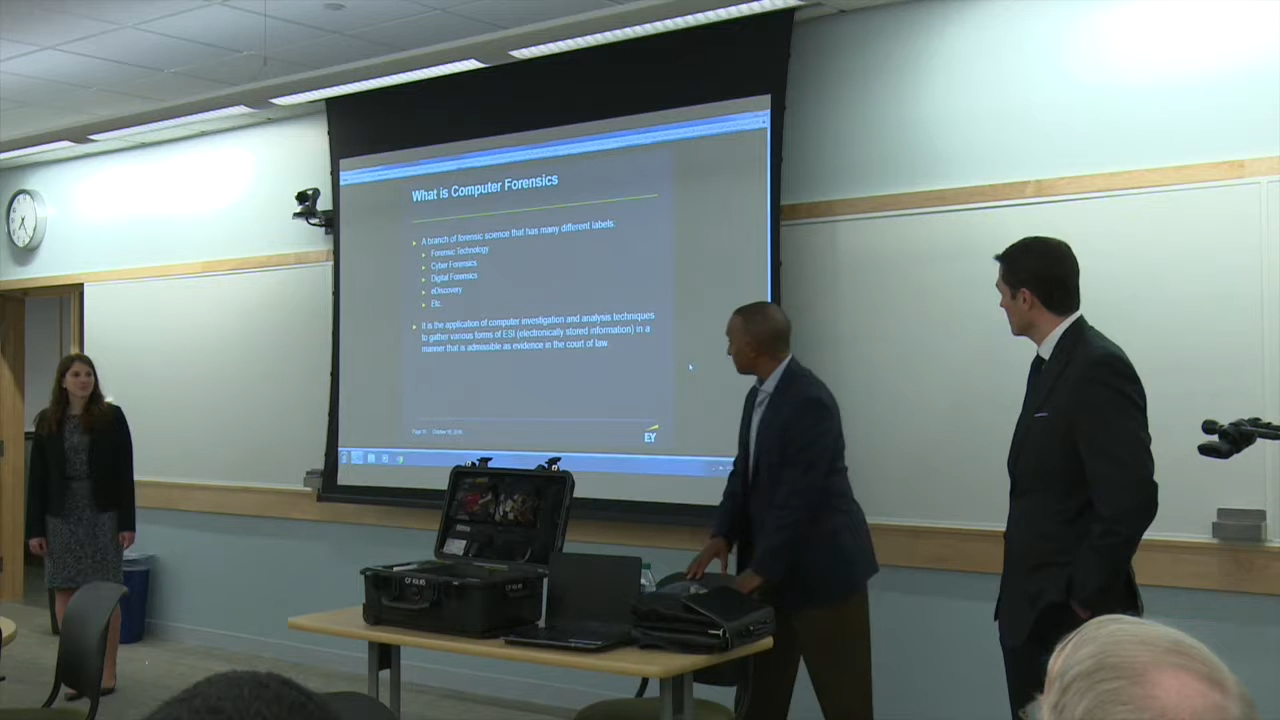 What is Computer Forensics
A branch of forensic science that has many different labels.
Forensic Technology
Cyber Forensics
Digital Forensics
eDiscovery
Etc.
It is the application of computer investigation and analysis techniques
to gather various forms of ESI (electronically stored information) in a
manner that is admissible as evidence in the court of law.
EY